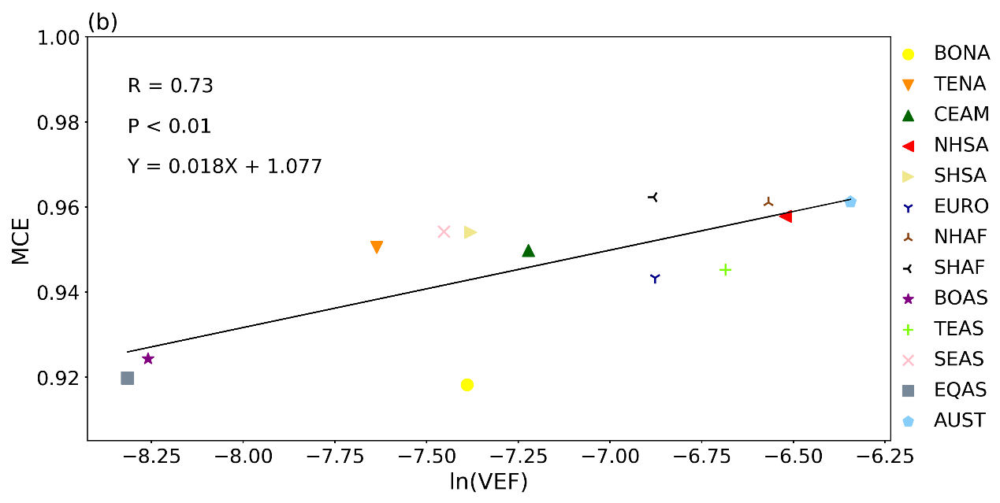 (b)
1.00
0.98
0.96
0.94
0.92
MCE
R = 0.73
P < 0.01
Y = 0.018X + 1.077
−8.25 −8.00 −7.75 −7.50 −7.25 −7.00 −6.75 −6.50 −6.25
ln(VEF)
BONA
TENA
CEAM
NHSA
SHSA
EURO
NHAF
SHAF
BOAS
TEAS
SEAS
EQAS
AUST